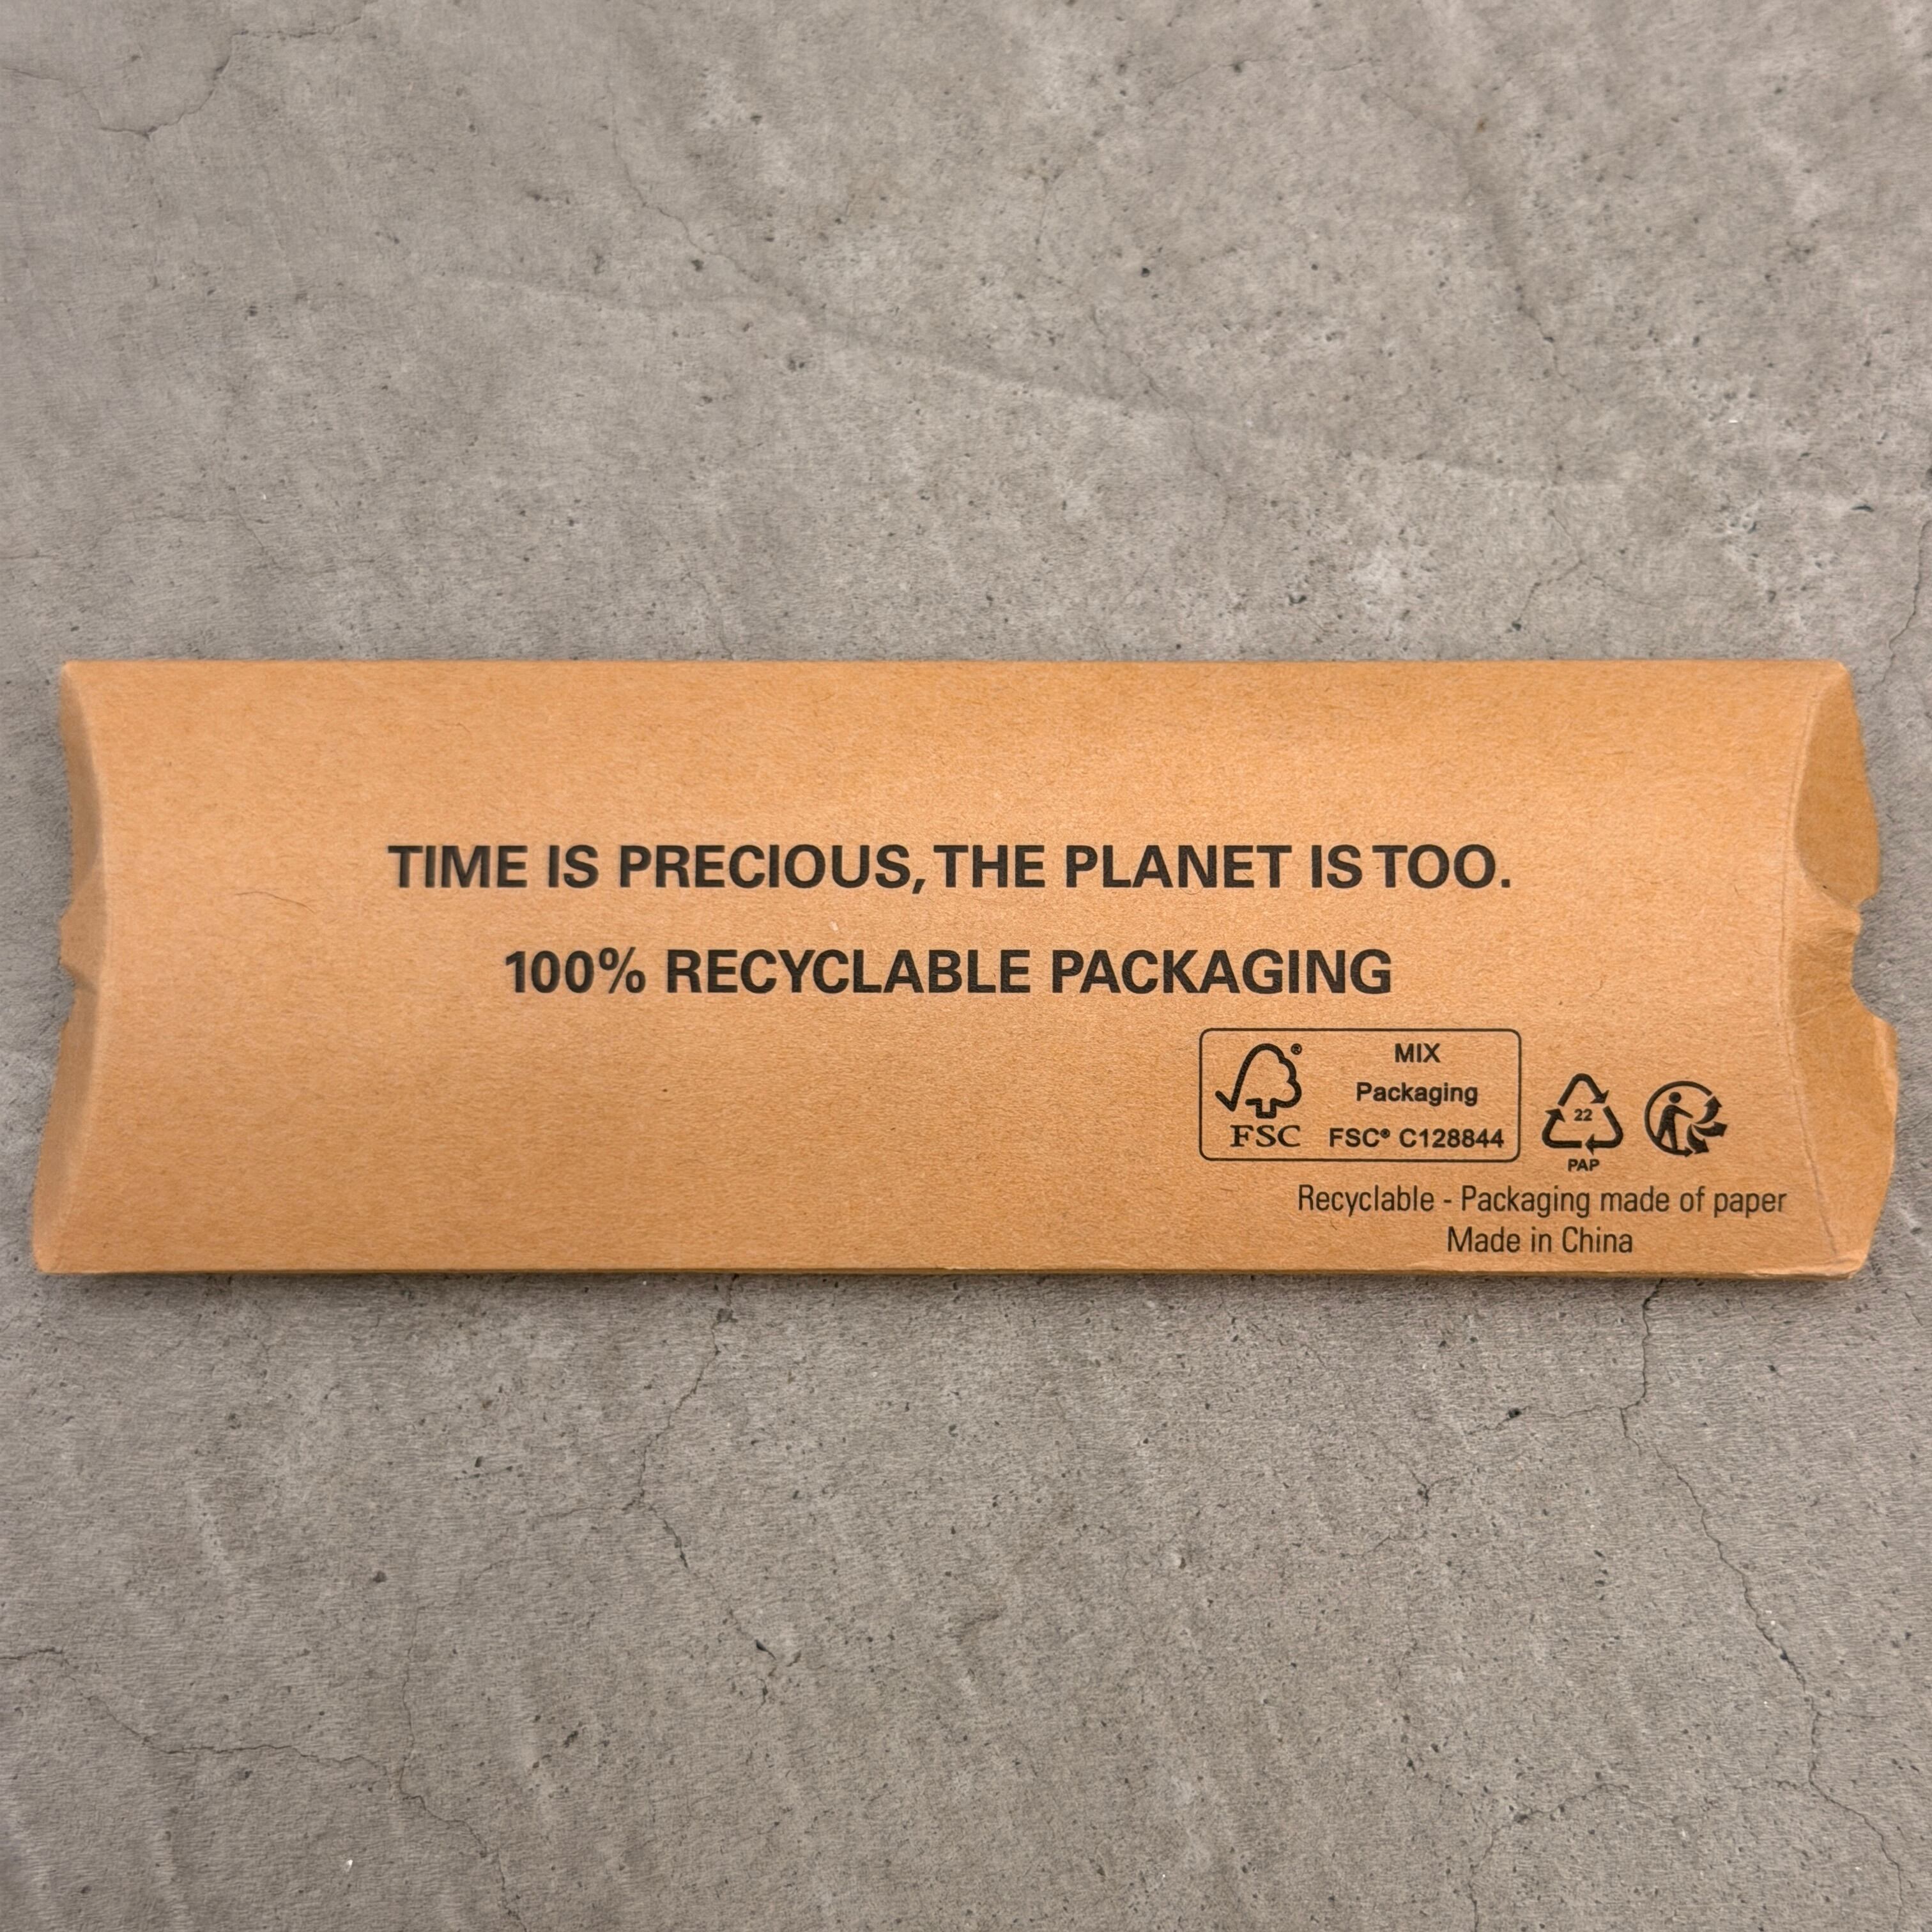 TIME IS PRECIOUS, THE PLANET IS TOO.
100% RECYCLABLE PACKAGING
FSC®
MIX
Packaging
FSC® C128844
22
PAP
Recyclable - Packaging made of paper
Made in China